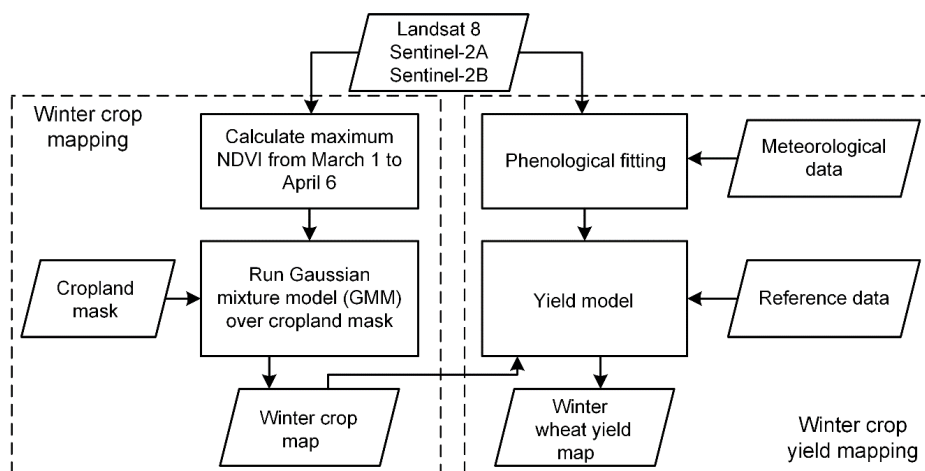 Landsat 8
Sentinel-2A
Sentinel-2B
Winter crop
mapping
Calculate maximum
NDVI from March 1 to
April 6
Phenological fitting
Meteorological
data
Cropland
mask
Run Gaussian
mixture model (GMM)
over cropland mask
Yield model
Reference data
Winter crop
map
Winter
wheat yield
map
Winter crop
yield mapping